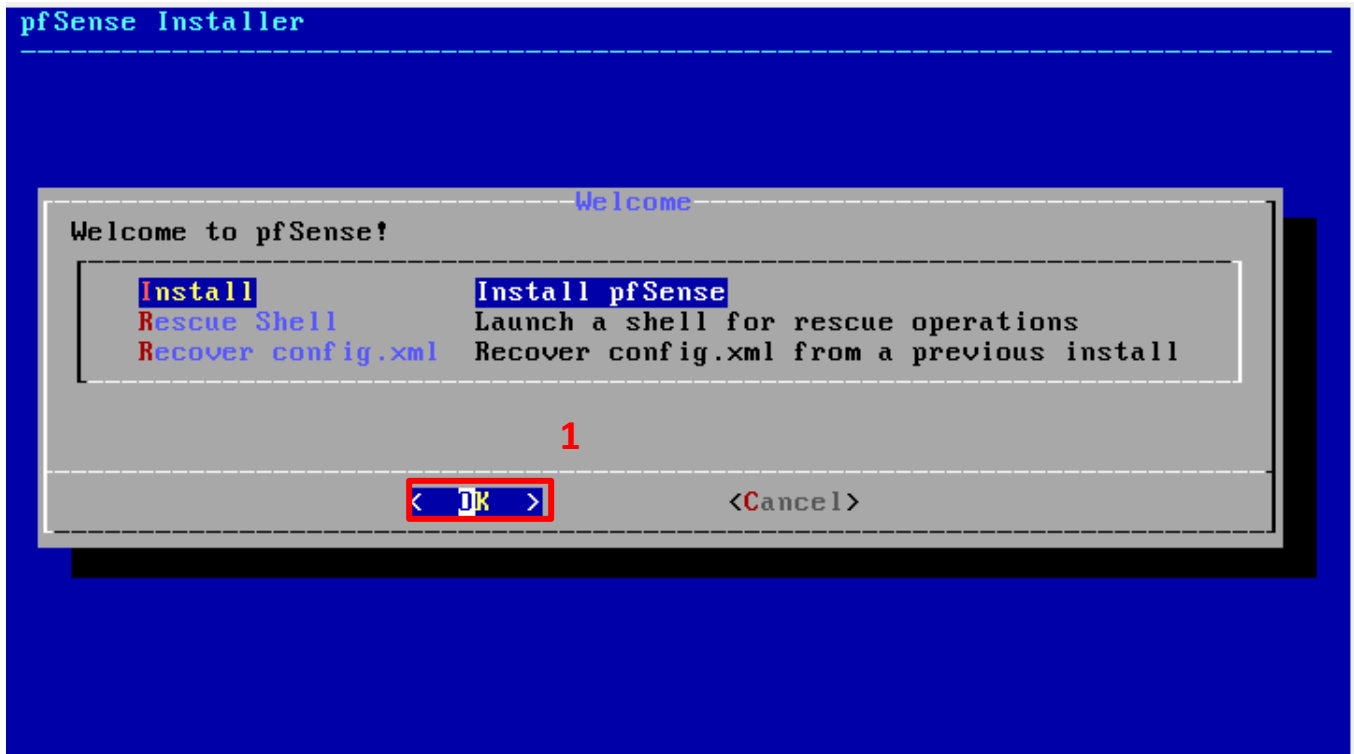 pfSense Installer
Welcome
Welcome to pfSense!
Install Install pfSense
Rescue Shell Launch a shell for rescue operations
Recover config.xml Recover config.xml from a previous install
1
< OK > <Cancel>